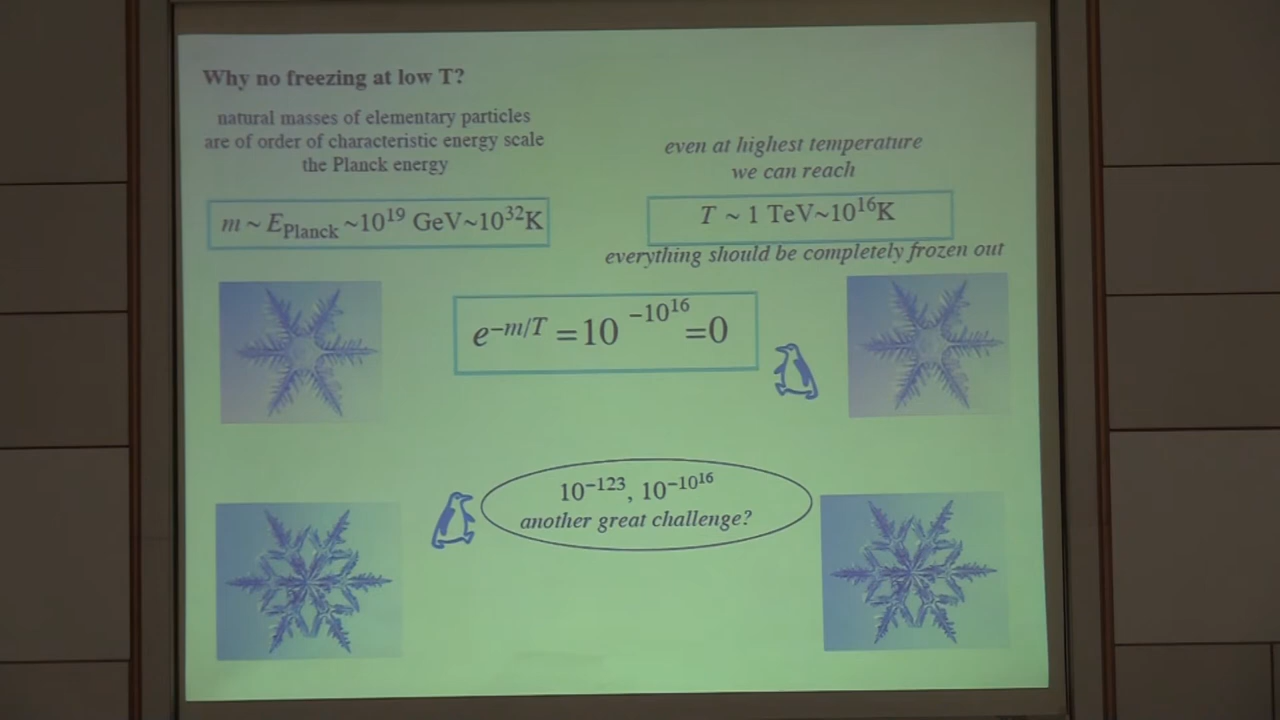 Why no freezing at low T?
natural masses of elementary particles
are of order of characteristic energy scale
the Planck energy
m ~ E_Planck ~10^19 GeV~10^32K
even at highest temperature
we can reach
T ~ 1 TeV~10^16K
everything should be completely frozen out
e^−m/T =10^−10^16=0
10^−123, 10^−10^16
another great challenge?